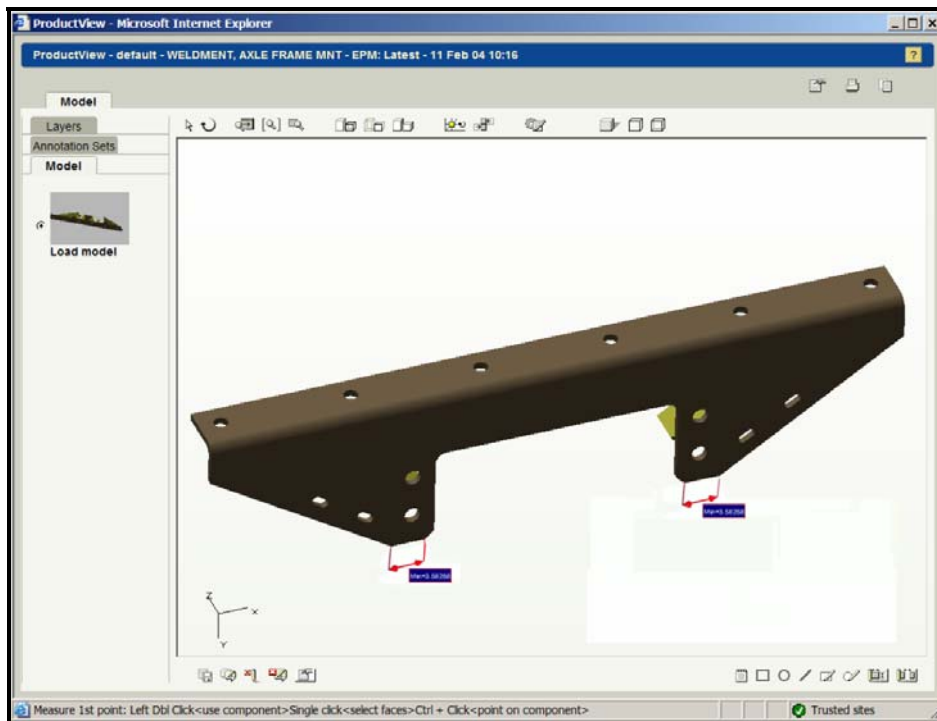 ProductView - Microsoft Internet Explorer
ProductView - default - WELDMENT, AXLE FRAME MNT - EPM: Latest - 11 Feb 04 10:16
?
Model
Layers
Annotation Sets
Model
Load model
Z
X
Y
Measure 1st point: Left Dbl Click<use component>Single click<select faces>Ctrl + Click<point on component>
Trusted sites